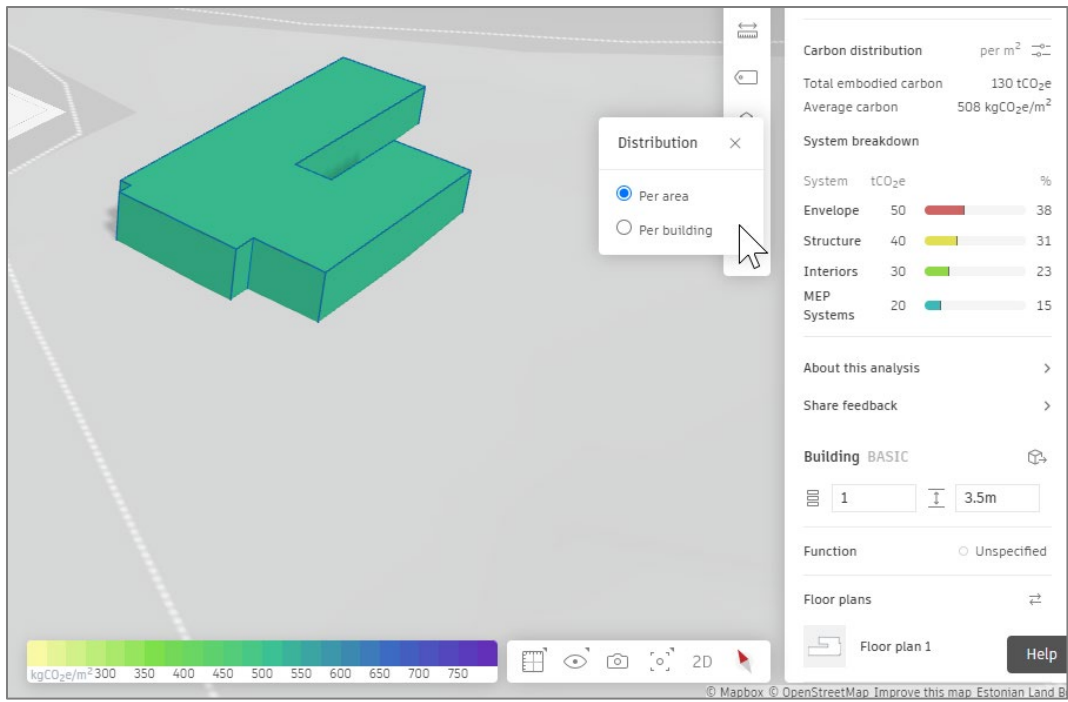 Carbon distribution per m²
Total embodied carbon 130 tCO₂e
Average carbon 508 kgCO₂e/m²
System breakdown
System tCO₂e %
Envelope 50 38
Structure 40 31
Interiors 30 23
MEP
Systems 20 15
About this analysis
Share feedback
Building BASIC
1 3.5m
Function Unspecified
Floor plans
Floor plan 1
Help
Distribution
Per area
Per building
kgCO₂e/m² 300 350 400 450 500 550 600 650 700 750
2D
© Mapbox © OpenStreetMap Improve this map Estonian Land B